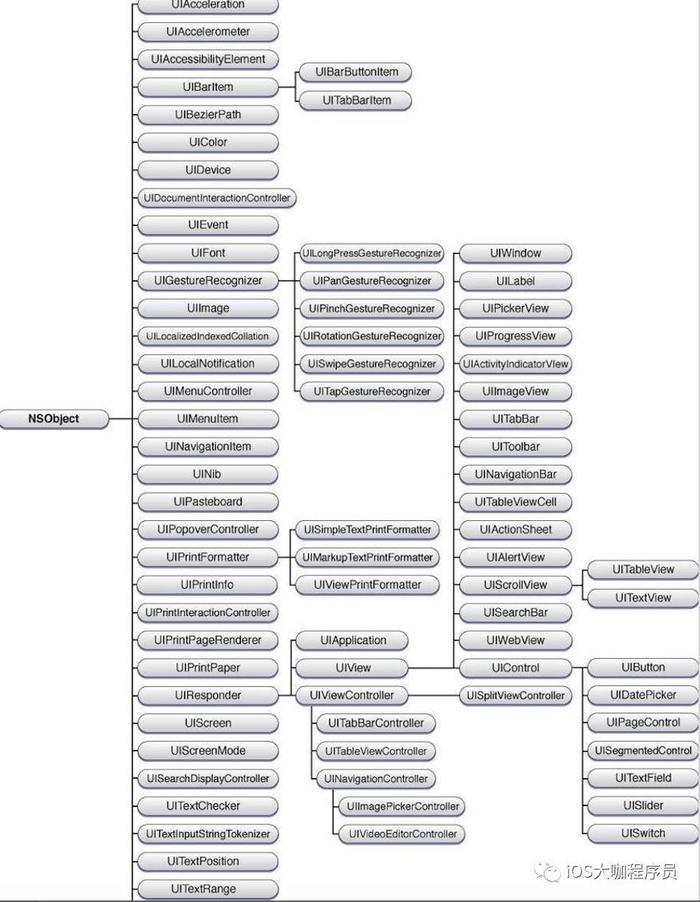 UIAcceleration
UIAccelerometer
UIAccessibilityElement
UIBarItem
UIBarButtonItem
UITabBarItem
UIBezierPath
UIColor
UIDevice
UIDocumentInteractionController
UIEvent
UIFont
UIGestureRecognizer
UIImage
UILocalizedIndexedCollation
UILocalNotification
UIMenuController
NSObject
UIMenuItem
UINavigationItem
UINib
UIPasteboard
UIPopoverController
UIPrintFormatter
UIPrintInfo
UIPrintInteractionController
UIPrintPageRenderer
UIPrintPaper
UIResponder
UIScreen
UIScreenMode
UISearchDisplayController
UITextChecker
UITextInputStringTokenizer
UITextPosition
UITextRange
UILongPressGestureRecognizer
UIPanGestureRecognizer
UIPinchGestureRecognizer
UIRotationGestureRecognizer
UISwipeGestureRecognizer
UITapGestureRecognizer
UISimpleTextPrintFormatter
UIMarkupTextPrintFormatter
UIViewPrintFormatter
UIApplication
UIView
UIViewController
UITabBarController
UITableViewController
UINavigationController
UIImagePickerController
UIVideoEditorController
UIWindow
UILabel
UIPickerView
UIProgressView
UIActivityIndicatorView
UIImageView
UITabBar
UIToolbar
UINavigationBar
UITableViewCell
UIActionSheet
UIAlertView
UIScrollView
UISearchBar
UIWebView
UIControl
UISplitViewController
UITableView
UITextView
UIButton
UIDatePicker
UIPageControl
UISegmentedControl
UITextField
UISlider
UISwitch
iOS大咖程序员